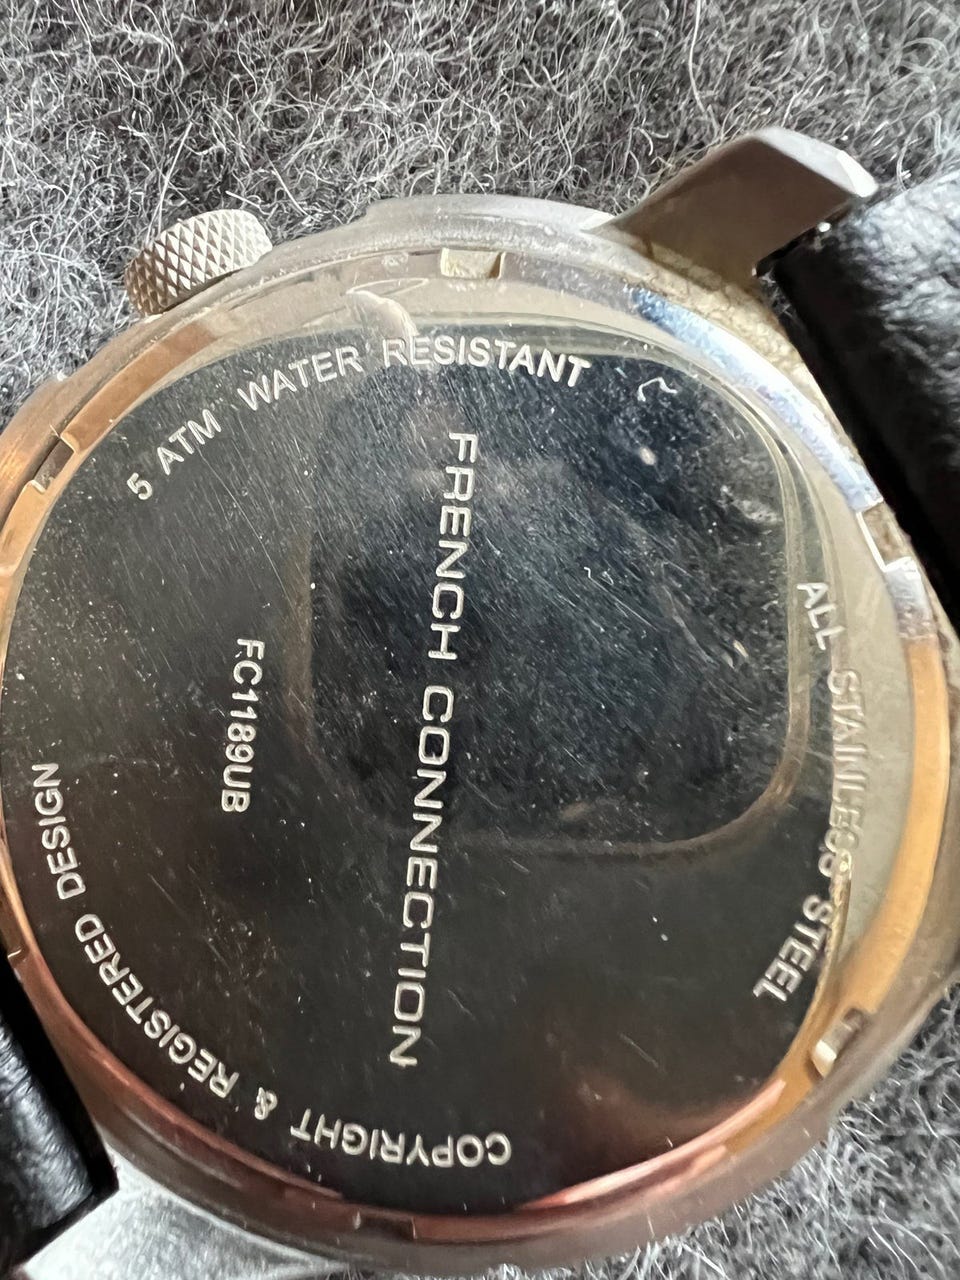 ALL STAINLESS STEEL
FRENCH CONNECTION
FC1189UB
5 ATM WATER RESISTANT
COPYRIGHT & REGISTERED DESIGN